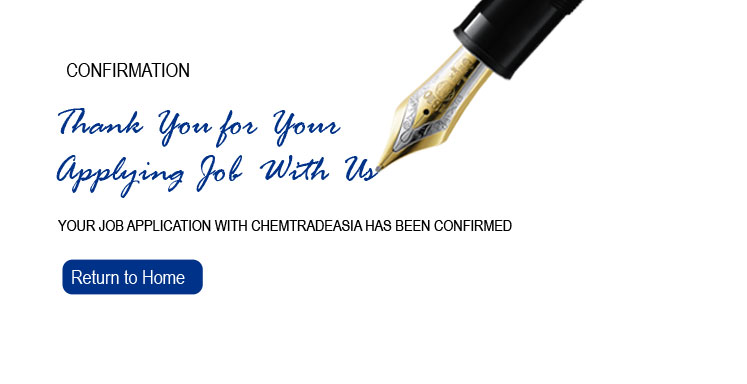 CONFIRMATION
Thank You for Your
Applying Job With Us
YOUR JOB APPLICATION WITH CHEMTRADEASIA HAS BEEN CONFIRMED
Return to Home